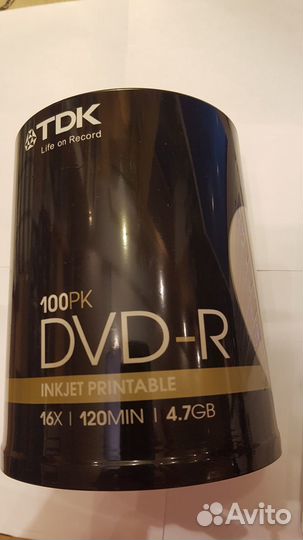 TDK
Life on Record
100PK
DVD-R
INKJET PRINTABLE
16X | 120MIN | 4.7GB
Avito